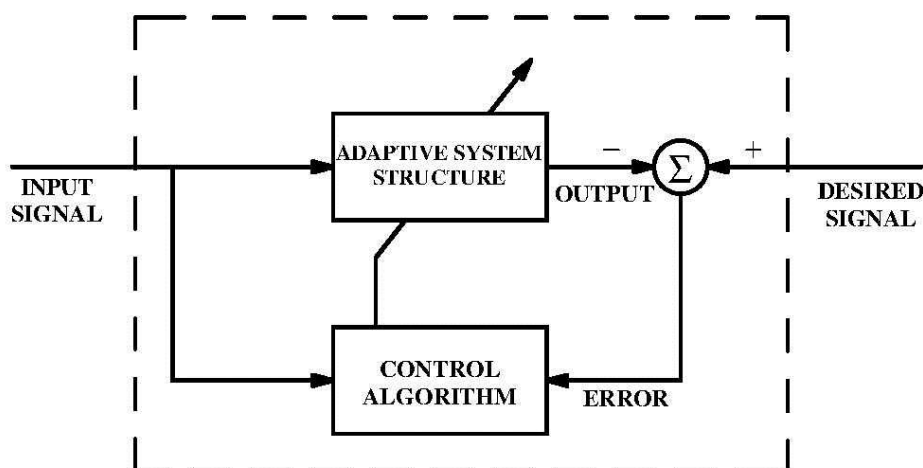 ADAPTIVE SYSTEM
STRUCTURE
−
Σ
+
INPUT
SIGNAL
OUTPUT
DESIRED
SIGNAL
CONTROL
ALGORITHM
ERROR